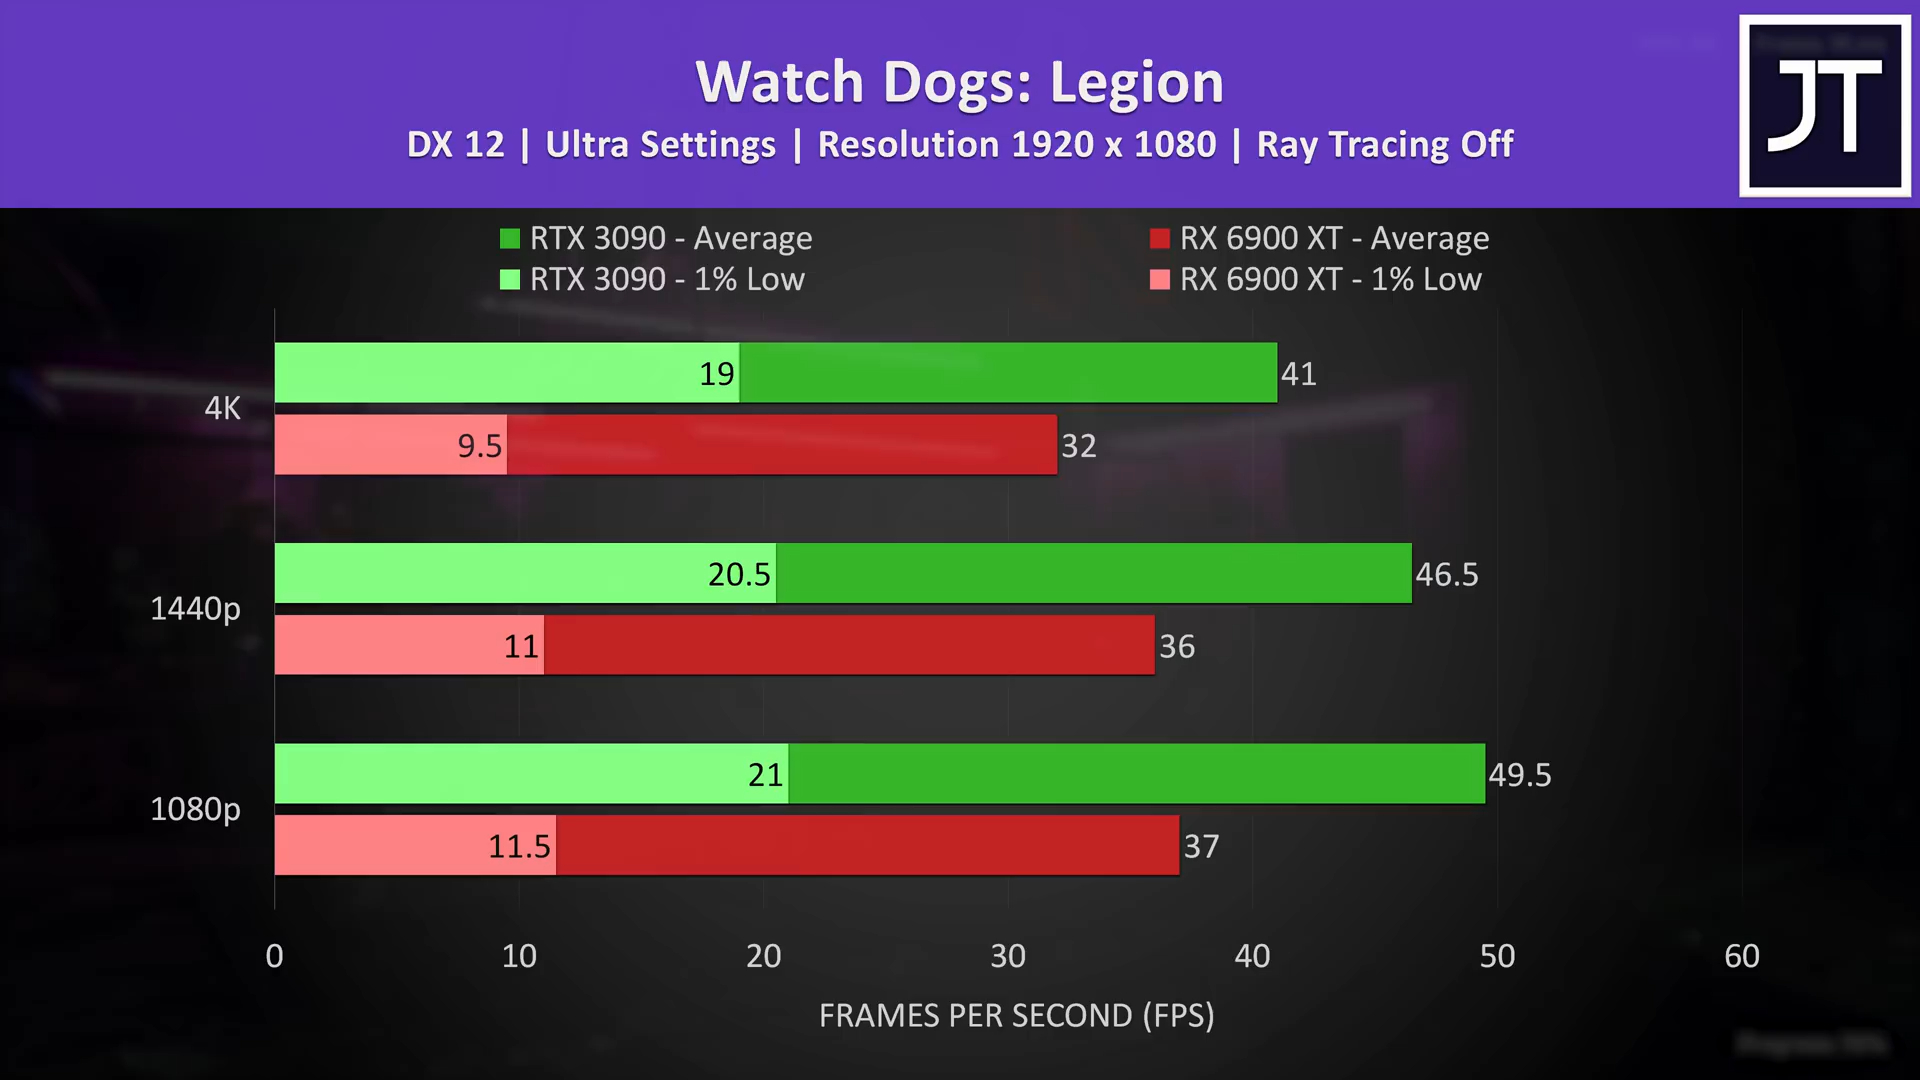 Watch Dogs: Legion
DX 12 | Ultra Settings | Resolution 1920 x 1080 | Ray Tracing Off
JT
RTX 3090 - Average
RX 6900 XT - Average
RTX 3090 - 1% Low
RX 6900 XT - 1% Low
4K
19
41
9.5
32
1440p
20.5
46.5
11
36
1080p
21
49.5
11.5
37
0 10 20 30 40 50 60
FRAMES PER SECOND (FPS)